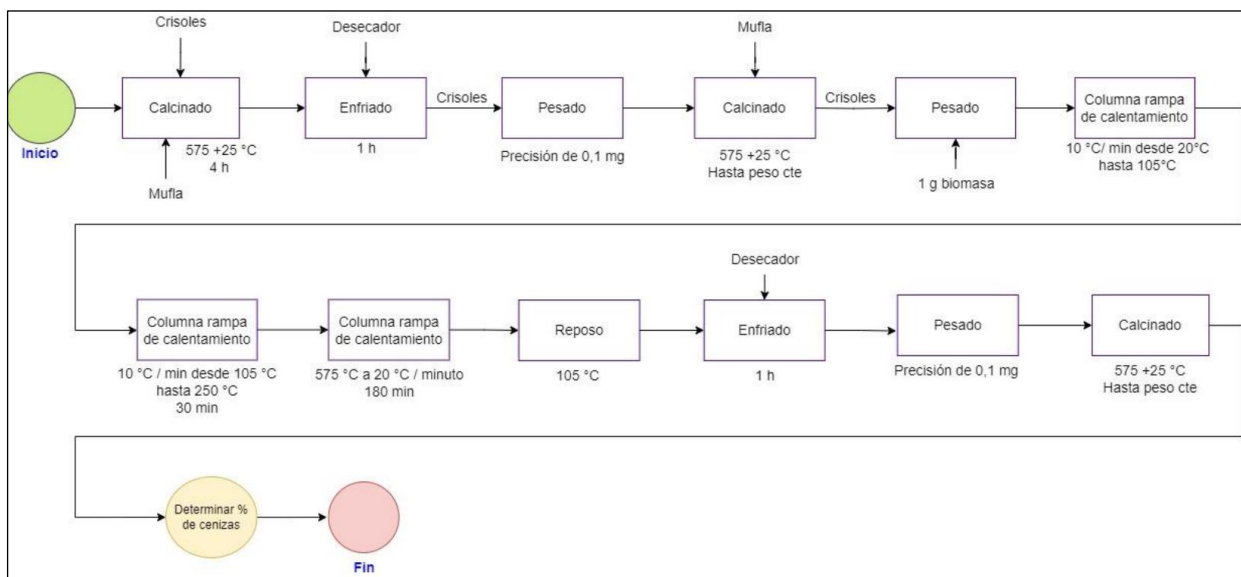 Crisoles
Desecador
Mufla
Calcinado
Enfriado
Crisoles
Pesado
Calcinado
Crisoles
Pesado
Columna rampa
de calentamiento
Inicio
575 +25 °C
4 h
Mufla
1 h
Precisión de 0,1 mg
575 +25 °C
Hasta peso cte
1 g biomasa
10 °C/ min desde 20°C
hasta 105°C
Desecador
Columna rampa
de calentamiento
Columna rampa
de calentamiento
Reposo
Enfriado
Pesado
Calcinado
10 °C / min desde 105 °C
hasta 250 °C
30 min
575 °C a 20 °C / minuto
180 min
105 °C
1 h
Precisión de 0,1 mg
575 +25 °C
Hasta peso cte
Determinar %
de cenizas
Fin